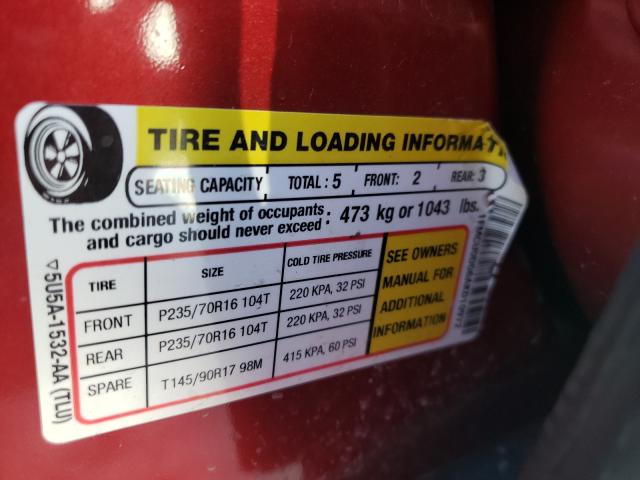 TIRE AND LOADING INFORMAT
SEATING CAPACITY TOTAL : 5 FRONT: 2 REAR: 3
The combined weight of occupants and cargo should never exceed : 473 kg or 1043 lbs.
TIRE SIZE COLD TIRE PRESSURE
FRONT P235/70R16 104T 220 KPA, 32 PSI
REAR P235/70R16 104T 220 KPA, 32 PSI
SPARE T145/90R17 98M 415 KPA, 60 PSI
SEE OWNERS
MANUAL FOR
ADDITIONAL
INFORMATION
5U5A-1532-AA (TLU)